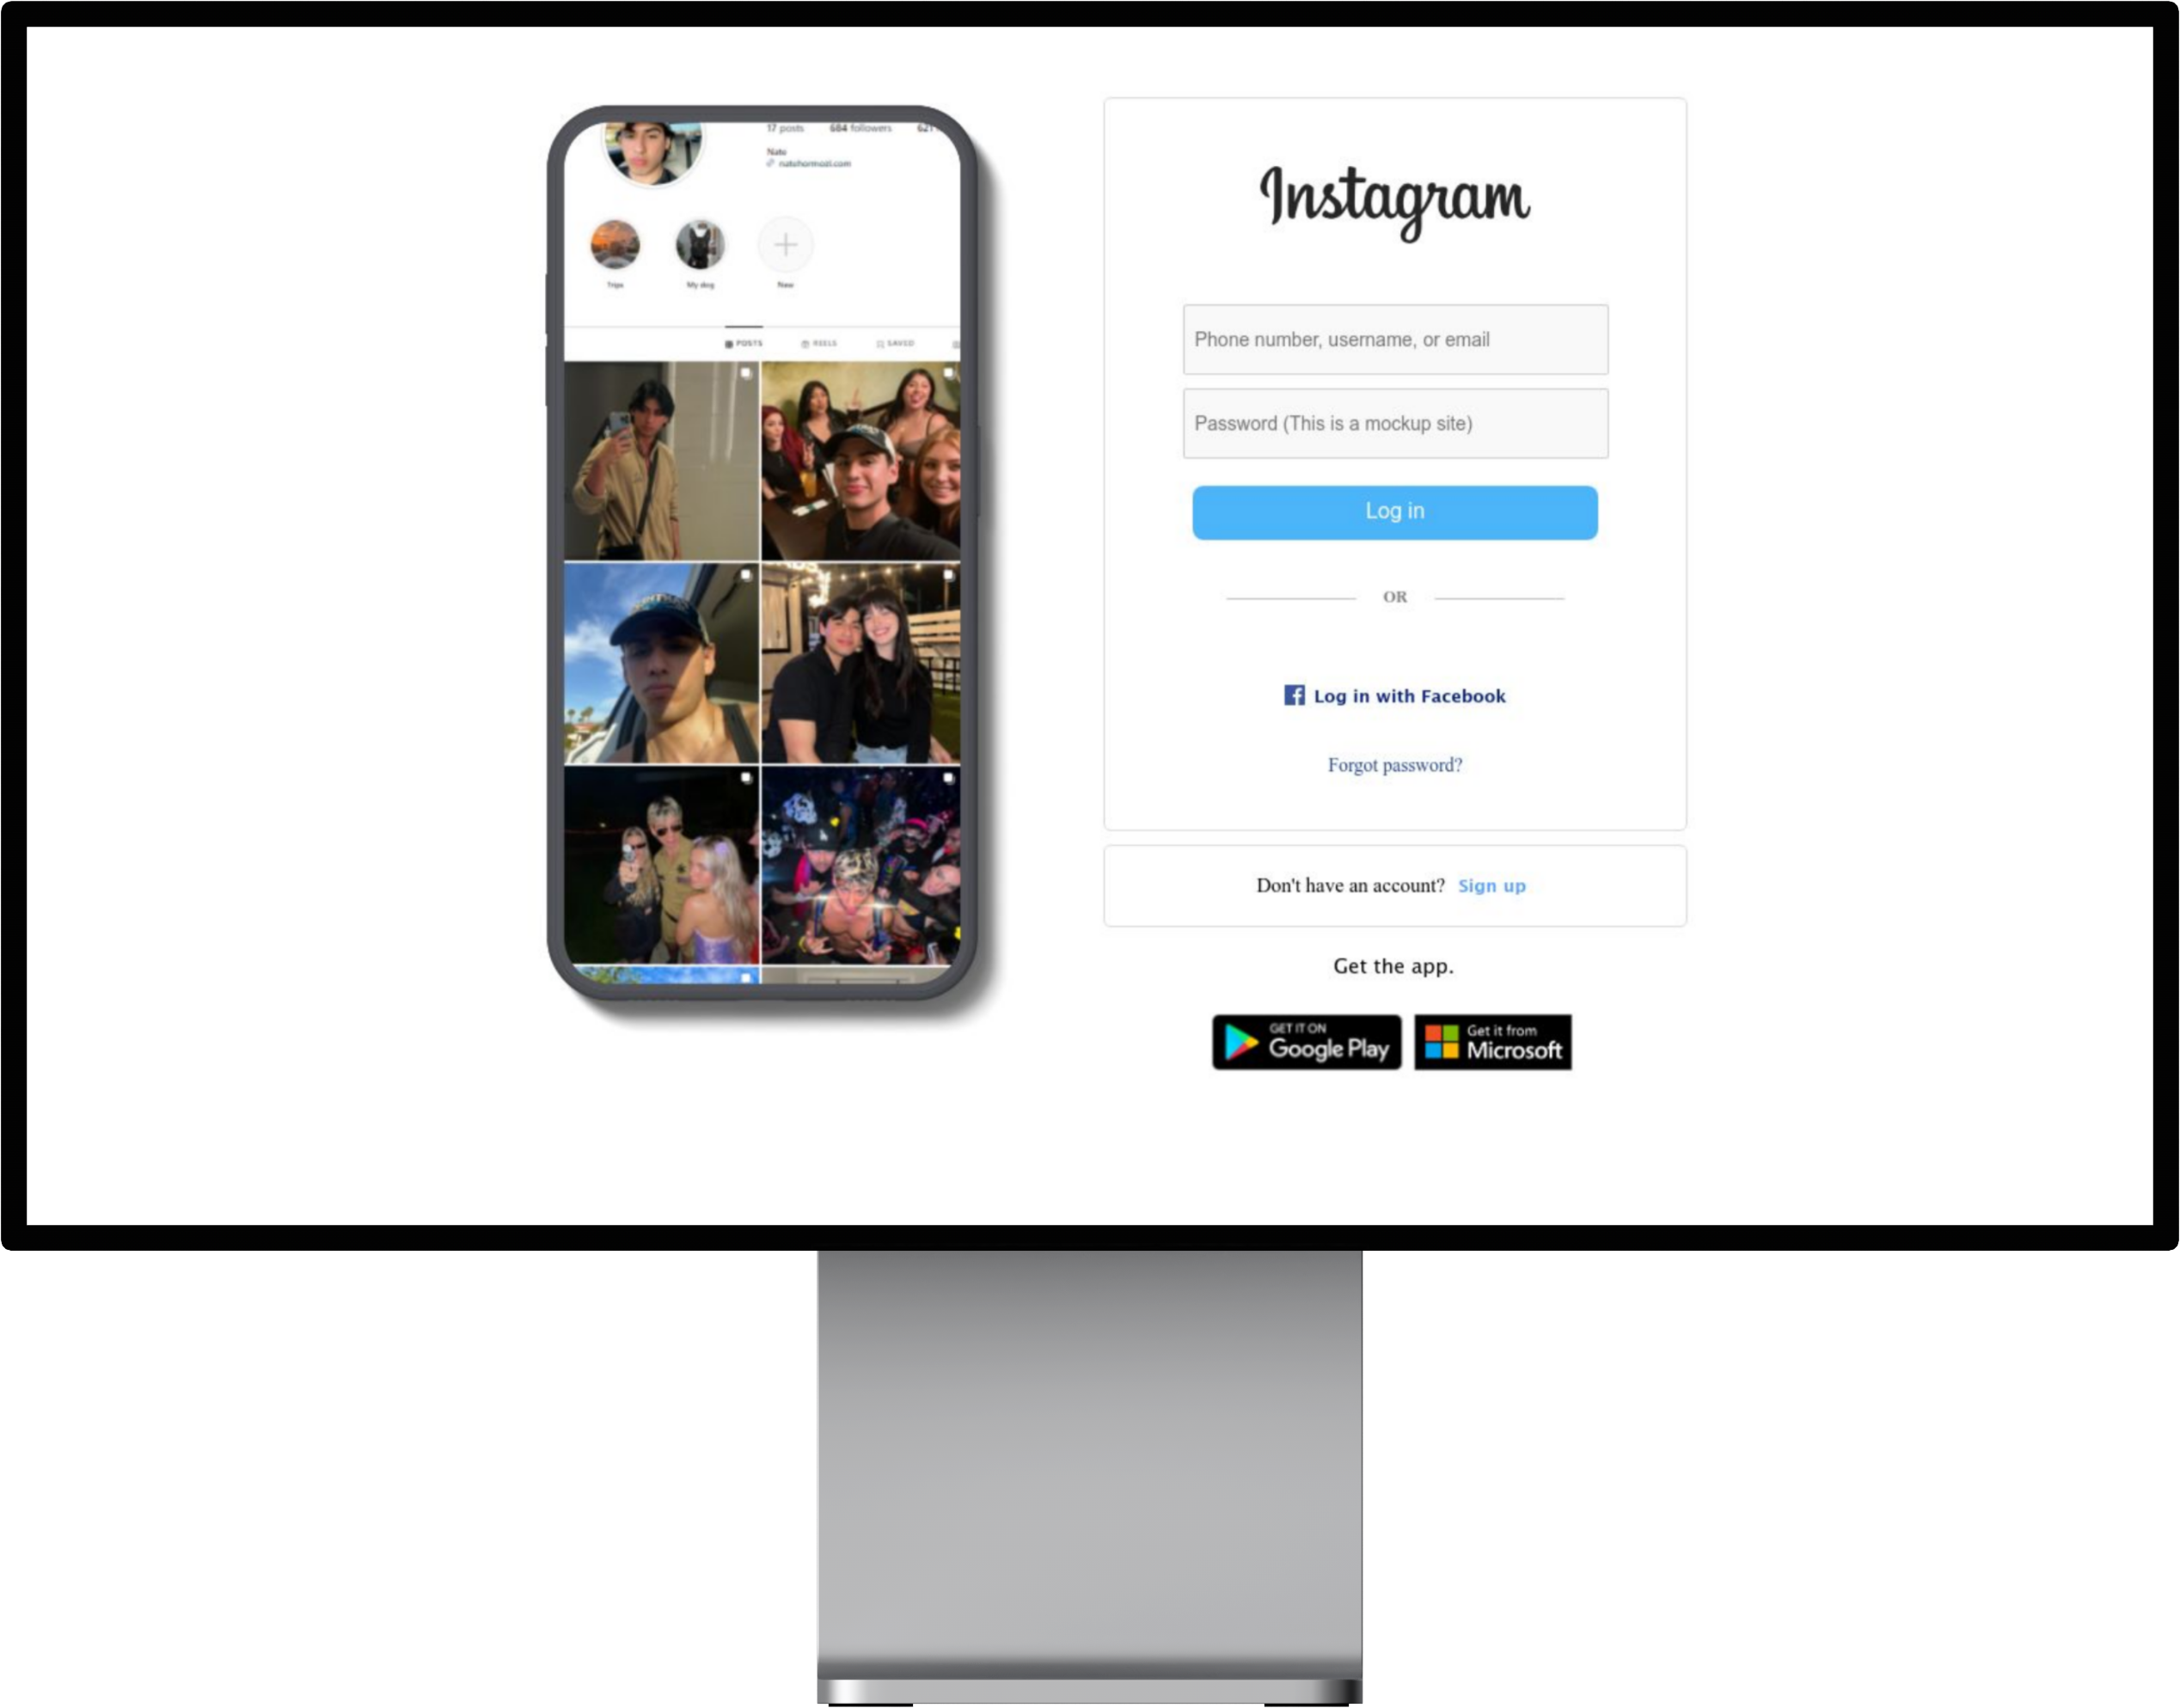 17 posts 684 followers 621
Nate
natehormozi.com
Trips
My dog
New
POSTS
REELS
SAVED
Instagram
Phone number, username, or email
Password (This is a mockup site)
Log in
OR
Log in with Facebook
Forgot password?
Don't have an account? Sign up
Get the app.
GET IT ON
Google Play
Get it from
Microsoft